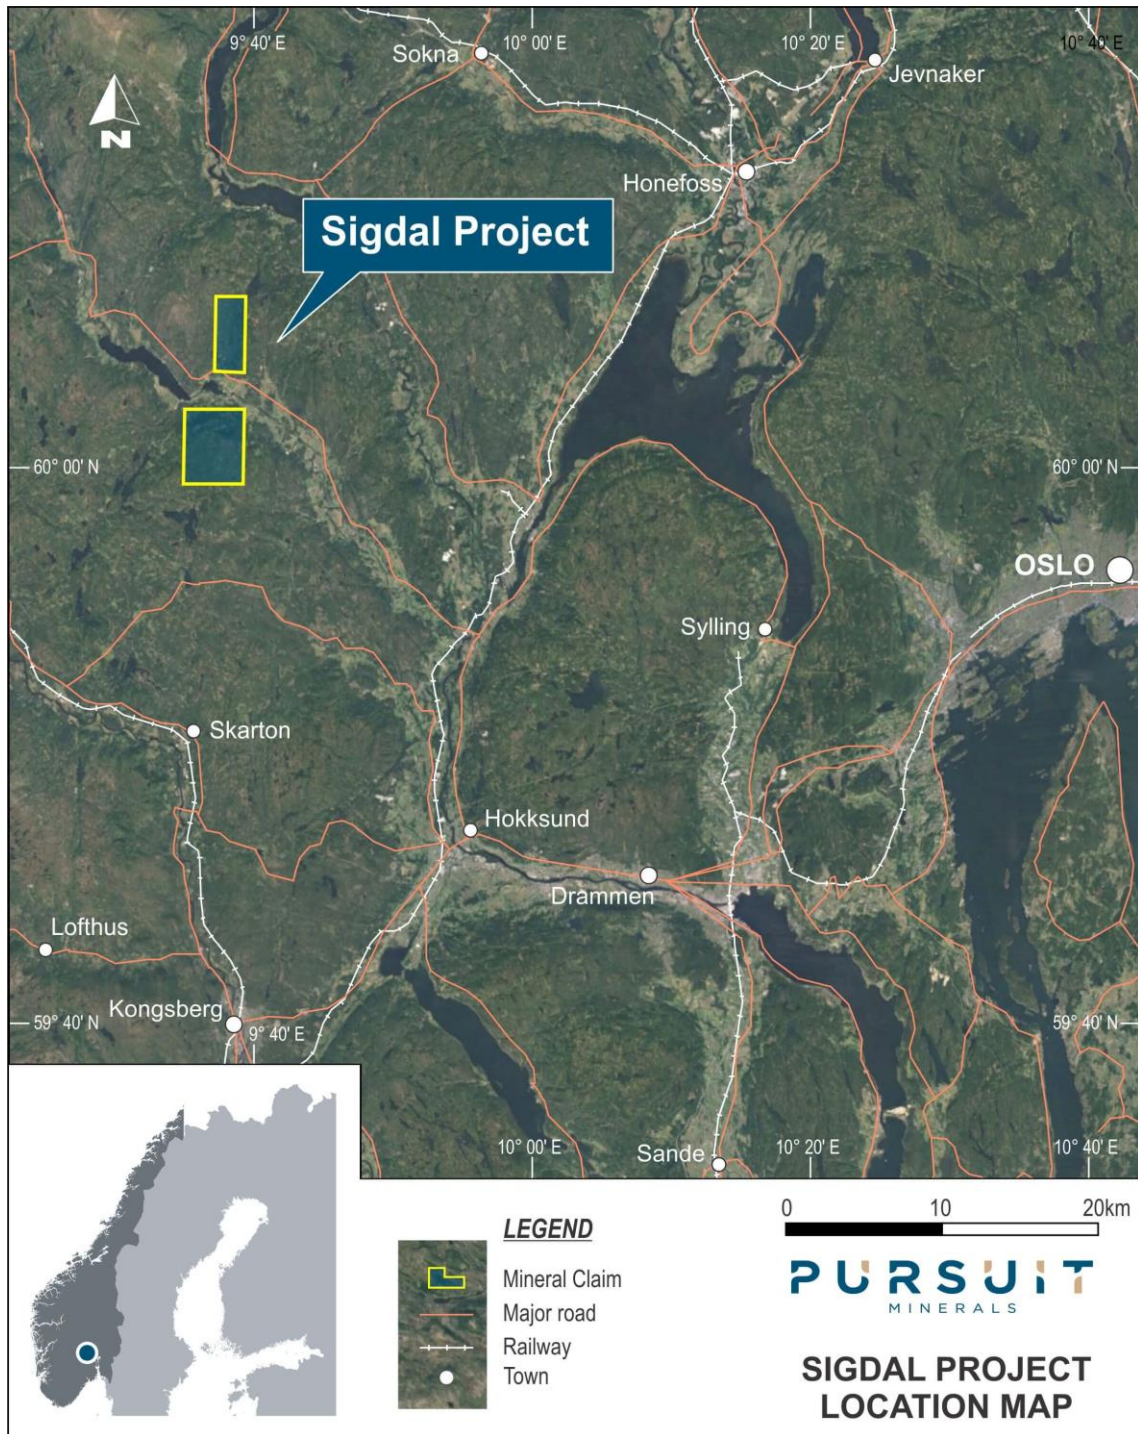 9° 40' E
10° 00' E
10° 20' E
10° 40' E
Sokna
Jevnaker
N
Honefoss
Sigdal Project
60° 00' N
60° 00' N
OSLO
Sylling
Skarton
Hokksund
Drammen
Lofthus
Kongsberg
59° 40' N
59° 40' N
9° 40' E
10° 00' E
10° 20' E
10° 40' E
Sande
LEGEND
Mineral Claim
Major road
Railway
Town
0 10 20km
PURSUIT
MINERALS
SIGDAL PROJECT
LOCATION MAP